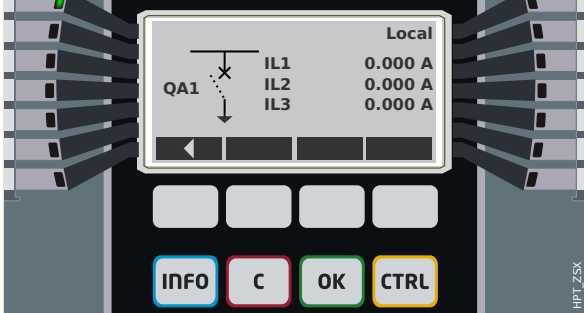 Local
IL1 0.000 A
QA1 IL2 0.000 A
IL3 0.000 A
INFO C OK CTRL
HPT_ZSX